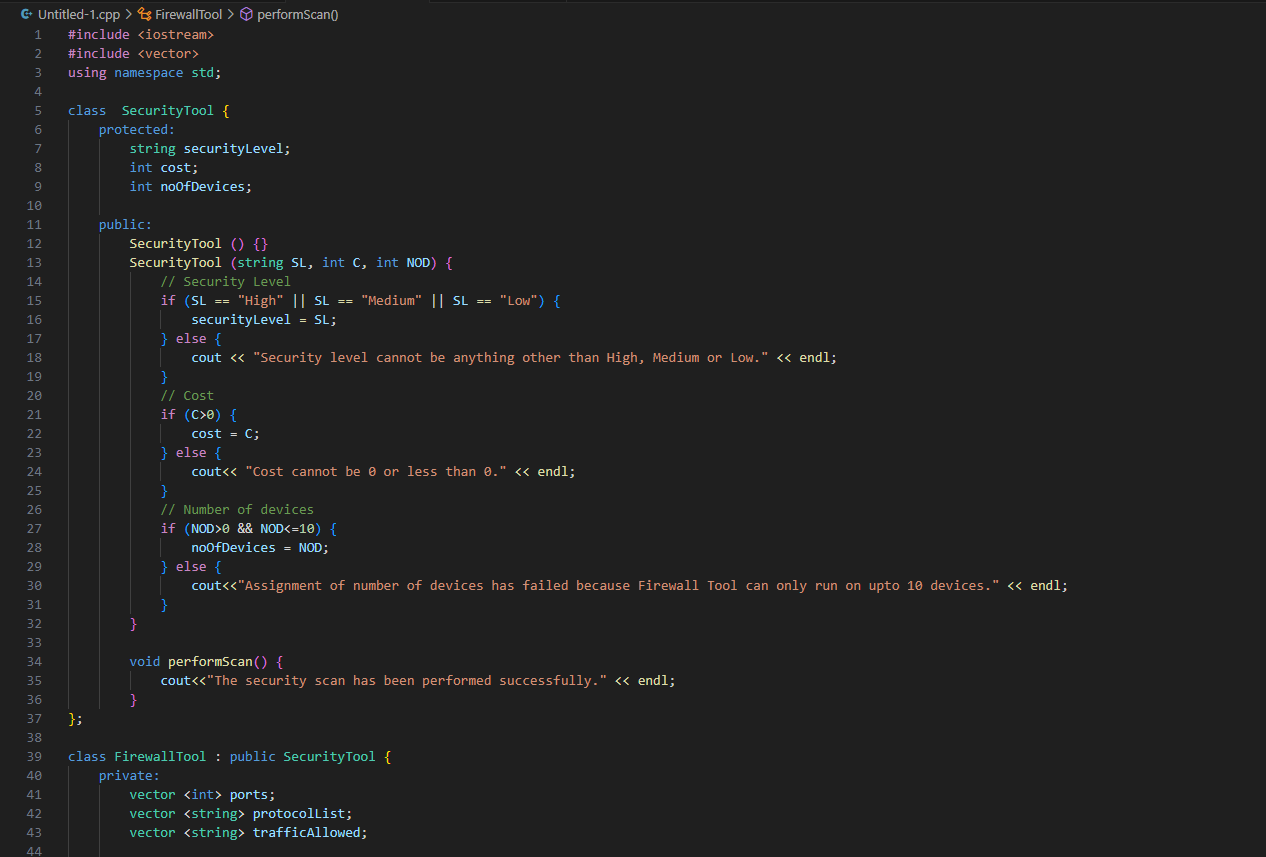 Untitled-1.cpp > FirewallTool > performScan()
1 #include <iostream>
2 #include <vector>
3 using namespace std;
4
5 class  SecurityTool {
6     protected:
7         string securityLevel;
8         int cost;
9         int noOfDevices;
10
11     public:
12         SecurityTool () {}
13         SecurityTool (string SL, int C, int NOD) {
14             // Security Level
15             if (SL == "High" || SL == "Medium" || SL == "Low") {
16                 securityLevel = SL;
17             } else {
18                 cout << "Security level cannot be anything other than High, Medium or Low." << endl;
19             }
20             // Cost
21             if (C>0) {
22                 cost = C;
23             } else {
24                 cout<< "Cost cannot be 0 or less than 0." << endl;
25             }
26             // Number of devices
27             if (NOD>0 && NOD<=10) {
28                 noOfDevices = NOD;
29             } else {
30                 cout<<"Assignment of number of devices has failed because Firewall Tool can only run on upto 10 devices." << endl;
31             }
32         }
33
34         void performScan() {
35             cout<<"The security scan has been performed successfully." << endl;
36         }
37 };
38
39 class FirewallTool : public SecurityTool {
40     private:
41         vector <int> ports;
42         vector <string> protocolList;
43         vector <string> trafficAllowed;
44